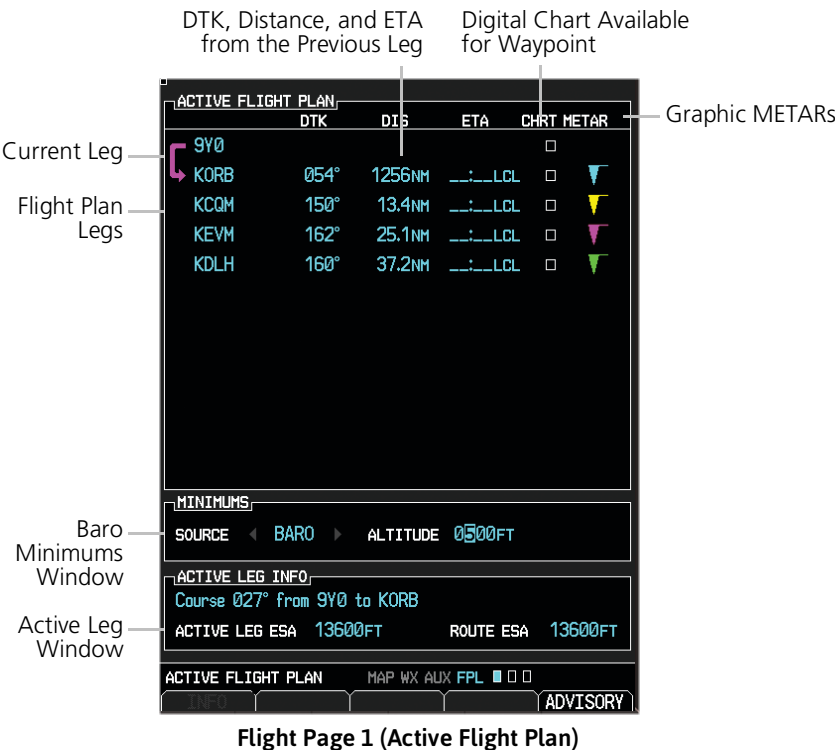 DTK, Distance, and ETA
from the Previous Leg
Digital Chart Available
for Waypoint
ACTIVE FLIGHT PLAN
DTK DIS ETA CHRT METAR
Graphic METARs
9Y0
Current Leg
KORB 054° 1256NM __:__LCL
Flight Plan
Legs
KCQM 150° 13.4NM __:__LCL
KEVM 162° 25.1NM __:__LCL
KDLH 160° 37.2NM __:__LCL
MINIMUMS
Baro
Minimums
Window
SOURCE BARO ALTITUDE 0500FT
ACTIVE LEG INFO
Course 027° from 9Y0 to KORB
Active Leg
Window
ACTIVE LEG ESA 13600FT ROUTE ESA 13600FT
ACTIVE FLIGHT PLAN MAP WX AUX FPL
INFO ADVISORY
Flight Page 1 (Active Flight Plan)